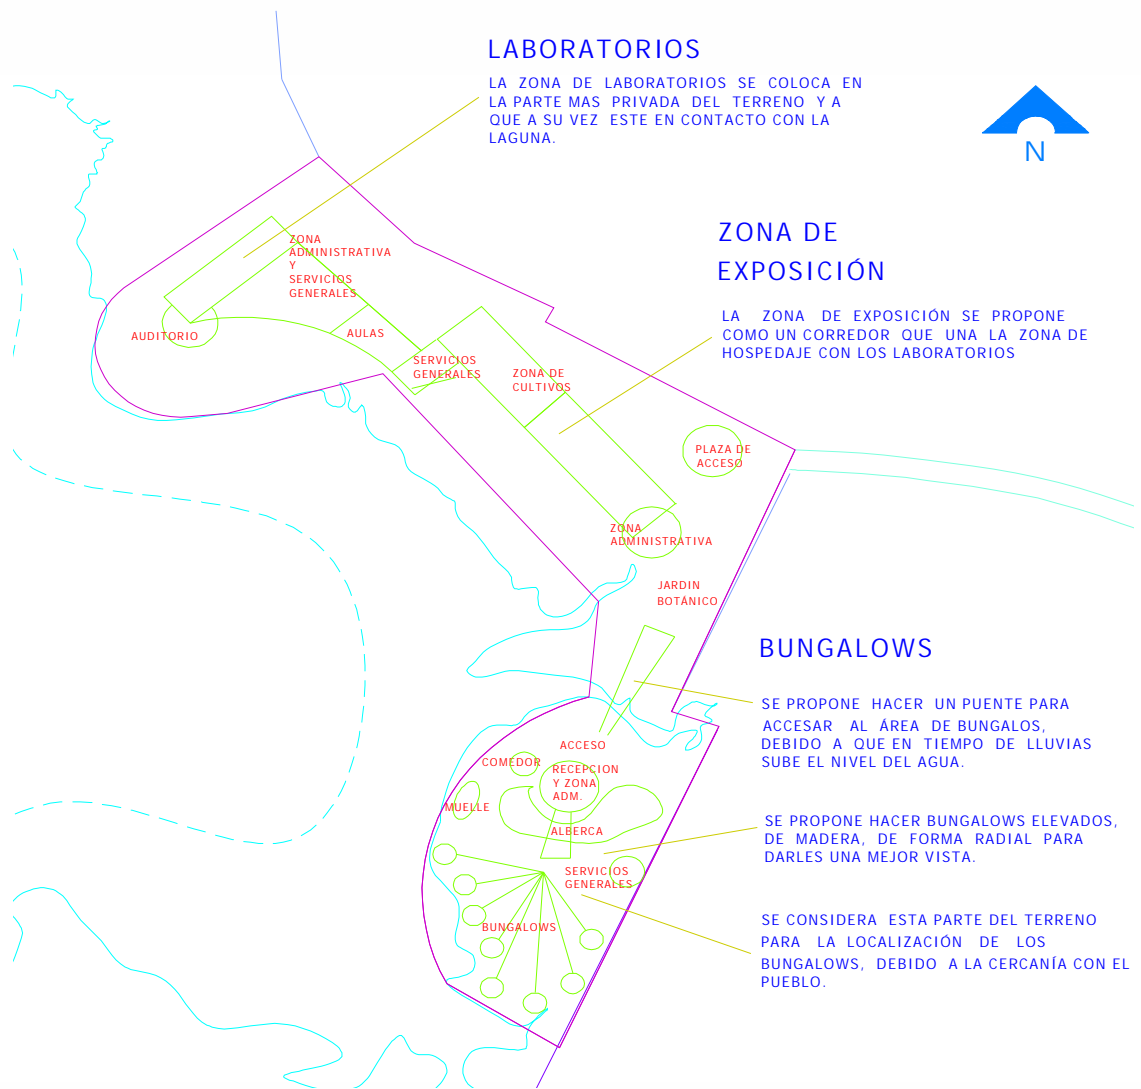 LABORATORIOS
LA ZONA DE LABORATORIOS SE COLOCA EN
LA PARTE MAS PRIVADA DEL TERRENO Y A
QUE A SU VEZ ESTE EN CONTACTO CON LA
LAGUNA.
N
ZONA DE
EXPOSICIÓN
LA ZONA DE EXPOSICIÓN SE PROPONE
COMO UN CORREDOR QUE UNA LA ZONA DE
HOSPEDAJE CON LOS LABORATORIOS
ZONA
ADMINISTRATIVA
Y
SERVICIOS
GENERALES
AUDITORIO
AULAS
SERVICIOS
GENERALES
ZONA DE
CULTIVOS
PLAZA DE
ACCESO
ZONA
ADMINISTRATIVA
JARDIN
BOTÁNICO
BUNGALOWS
SE PROPONE HACER UN PUENTE PARA
ACCESAR AL ÁREA DE BUNGALOS,
DEBIDO A QUE EN TIEMPO DE LLUVIAS
SUBE EL NIVEL DEL AGUA.
ACCESO
COMEDOR
RECEPCION
Y ZONA
ADM.
MUELLE
ALBERCA
SE PROPONE HACER BUNGALOWS ELEVADOS,
DE MADERA, DE FORMA RADIAL PARA
DARLES UNA MEJOR VISTA.
SERVICIOS
GENERALES
BUNGALOWS
SE CONSIDERA ESTA PARTE DEL TERRENO
PARA LA LOCALIZACIÓN DE LOS
BUNGALOWS, DEBIDO A LA CERCANÍA CON EL
PUEBLO.